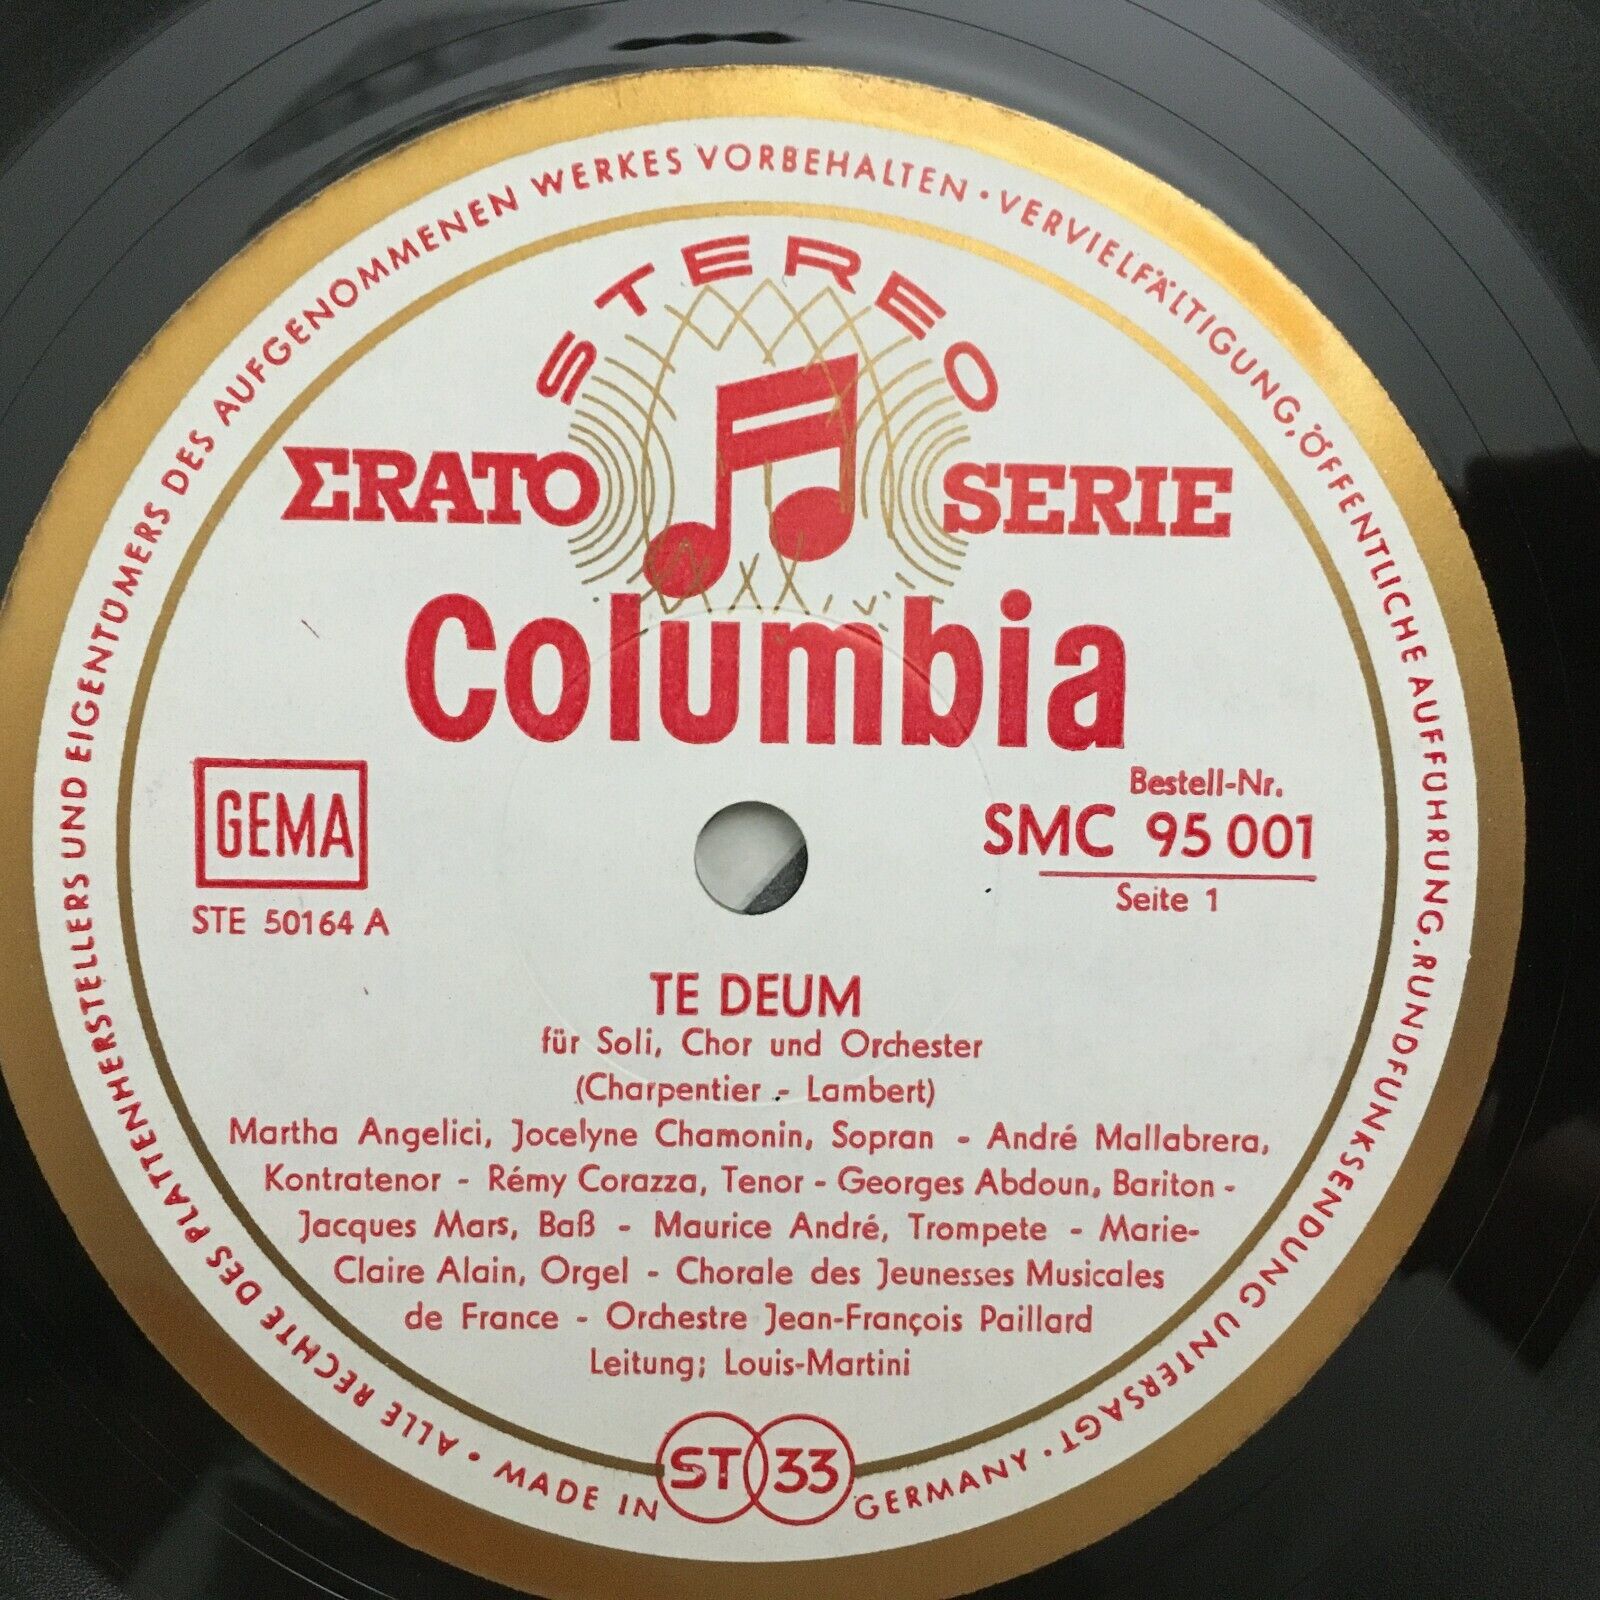 ALLE RECHTE DES PLATTENHERSTELLERS UND EIGENTÜMERS DES AUFGENOMMENEN WERKES VORBEHALTEN · VERVIELFÄLTIGUNG, ÖFFENTLICHE AUFFÜHRUNG, RUNDFUNKSENDUNG UNTERSAGT ·
STEREO
ΣRATO SERIE
Columbia
GEMA
STE 50164 A
Bestell-Nr.
SMC 95 001
Seite 1
TE DEUM
für Soli, Chor und Orchester
(Charpentier - Lambert)
Martha Angelici, Jocelyne Chamonin, Sopran - André Mallabrera,
Kontratenor - Rémy Corazza, Tenor - Georges Abdoun, Bariton -
Jacques Mars, Baß - Maurice André, Trompete - Marie-
Claire Alain, Orgel - Chorale des Jeunesses Musicales
de France - Orchestre Jean-François Paillard
Leitung; Louis-Martini
· MADE IN GERMANY ·
ST 33